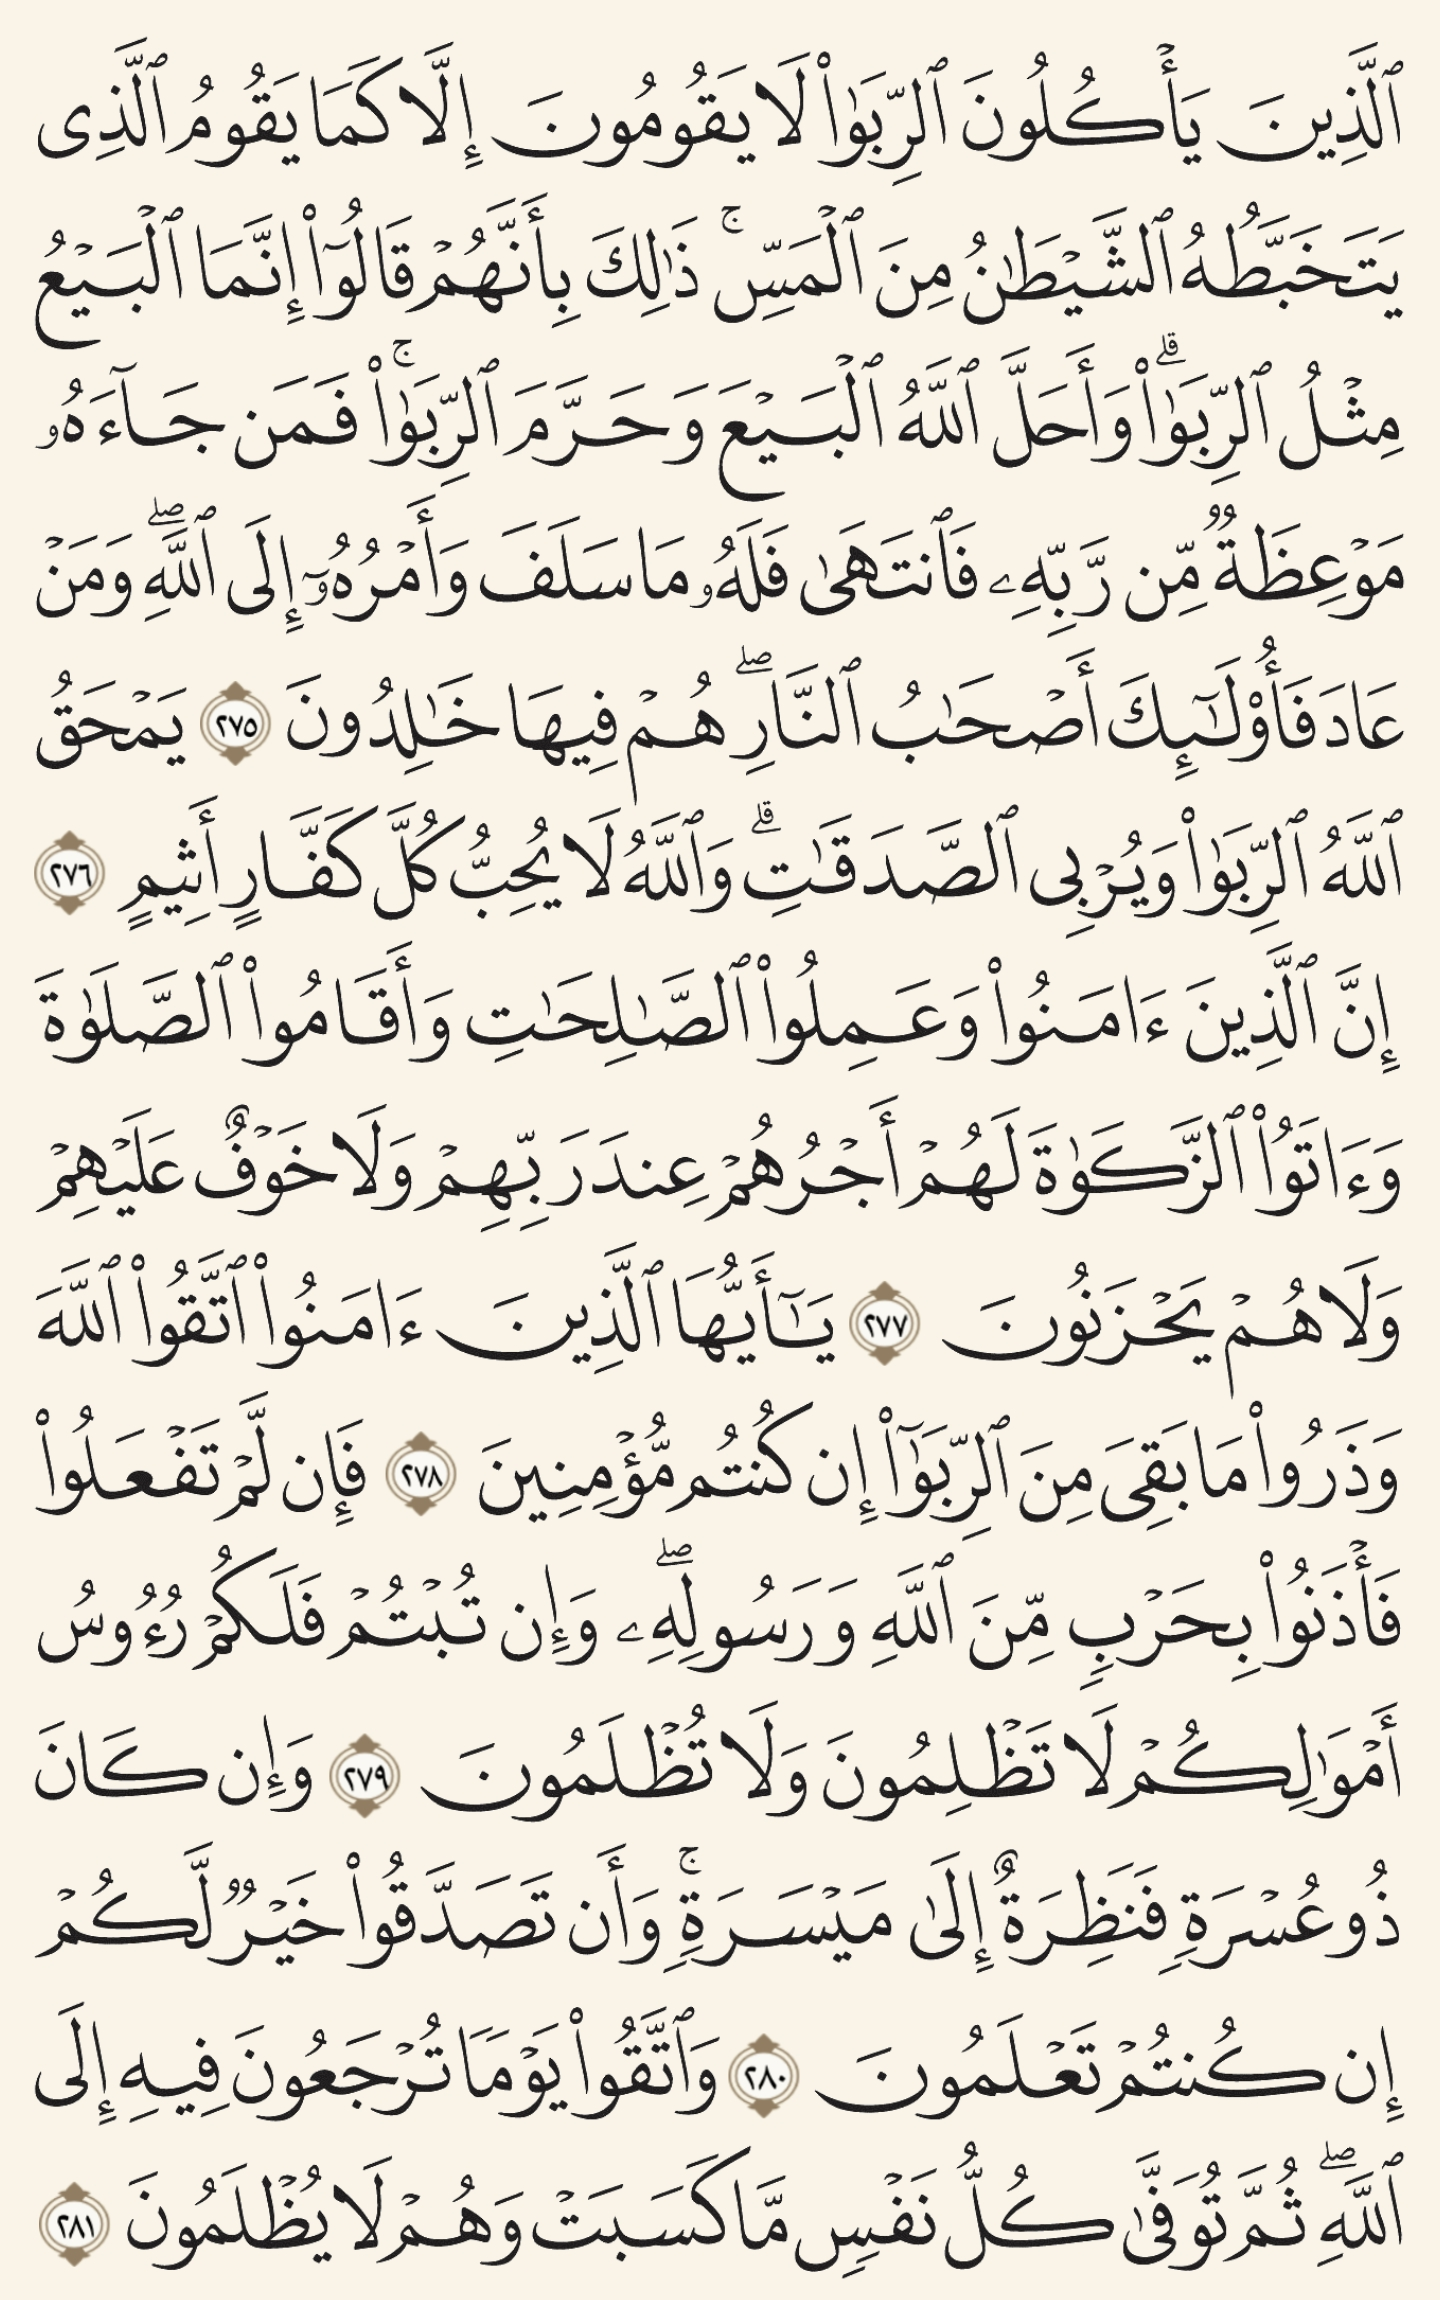 ٱلَّذِينَ يَأۡكُلُونَ ٱلرِّبَوٰاْ لَا يَقُومُونَ إِلَّا كَمَا يَقُومُ ٱلَّذِى
يَتَخَبَّطُهُ ٱلشَّيۡطَٰنُ مِنَ ٱلۡمَسِّۚ ذَٰلِكَ بِأَنَّهُمۡ قَالُوٓاْ إِنَّمَا ٱلۡبَيۡعُ
مِثۡلُ ٱلرِّبَوٰاْۗ وَأَحَلَّ ٱللَّهُ ٱلۡبَيۡعَ وَحَرَّمَ ٱلرِّبَوٰاْۚ فَمَن جَآءَهُۥ
مَوۡعِظَةٌ مِّن رَّبِّهِۦ فَٱنتَهَىٰ فَلَهُۥ مَا سَلَفَ وَأَمۡرُهُۥٓ إِلَى ٱللَّهِۖ وَمَنۡ
عَادَ فَأُوْلَٰٓئِكَ أَصۡحَٰبُ ٱلنَّارِۖ هُمۡ فِيهَا خَٰلِدُونَ ٢٧٥ يَمۡحَقُ
ٱللَّهُ ٱلرِّبَوٰاْ وَيُرۡبِى ٱلصَّدَقَٰتِۗ وَٱللَّهُ لَا يُحِبُّ كُلَّ كَفَّارٍ أَثِيمٍ ٢٧٦
إِنَّ ٱلَّذِينَ ءَامَنُواْ وَعَمِلُواْ ٱلصَّٰلِحَٰتِ وَأَقَامُواْ ٱلصَّلَوٰةَ
وَءَاتَوُاْ ٱلزَّكَوٰةَ لَهُمۡ أَجۡرُهُمۡ عِندَ رَبِّهِمۡ وَلَا خَوۡفٌ عَلَيۡهِمۡ
وَلَا هُمۡ يَحۡزَنُونَ ٢٧٧ يَٰٓأَيُّهَا ٱلَّذِينَ ءَامَنُواْ ٱتَّقُواْ ٱللَّهَ
وَذَرُواْ مَا بَقِىَ مِنَ ٱلرِّبَوٰٓاْ إِن كُنتُم مُّؤۡمِنِينَ ٢٧٨ فَإِن لَّمۡ تَفۡعَلُواْ
فَأۡذَنُواْ بِحَرۡبٍ مِّنَ ٱللَّهِ وَرَسُولِهِۦۖ وَإِن تُبۡتُمۡ فَلَكُمۡ رُءُوسُ
أَمۡوَٰلِكُمۡ لَا تَظۡلِمُونَ وَلَا تُظۡلَمُونَ ٢٧٩ وَإِن كَانَ
ذُو عُسۡرَةٍ فَنَظِرَةٌ إِلَىٰ مَيۡسَرَةٍۚ وَأَن تَصَدَّقُواْ خَيۡرٌ لَّكُمۡ
إِن كُنتُمۡ تَعۡلَمُونَ ٢٨٠ وَٱتَّقُواْ يَوۡمًا تُرۡجَعُونَ فِيهِ إِلَى
ٱللَّهِۖ ثُمَّ تُوَفَّىٰ كُلُّ نَفۡسٍ مَّا كَسَبَتۡ وَهُمۡ لَا يُظۡلَمُونَ ٢٨١